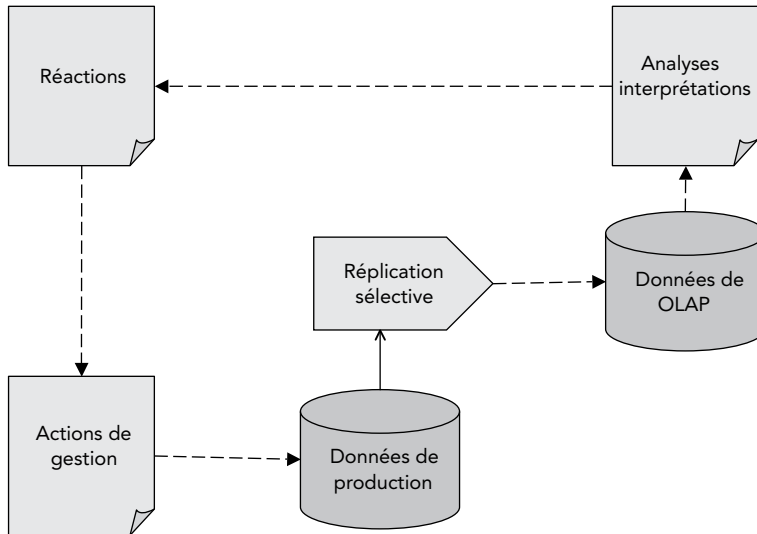 Réactions
Analyses
interprétations
Réplication
sélective
Données de
OLAP
Actions de
gestion
Données de
production